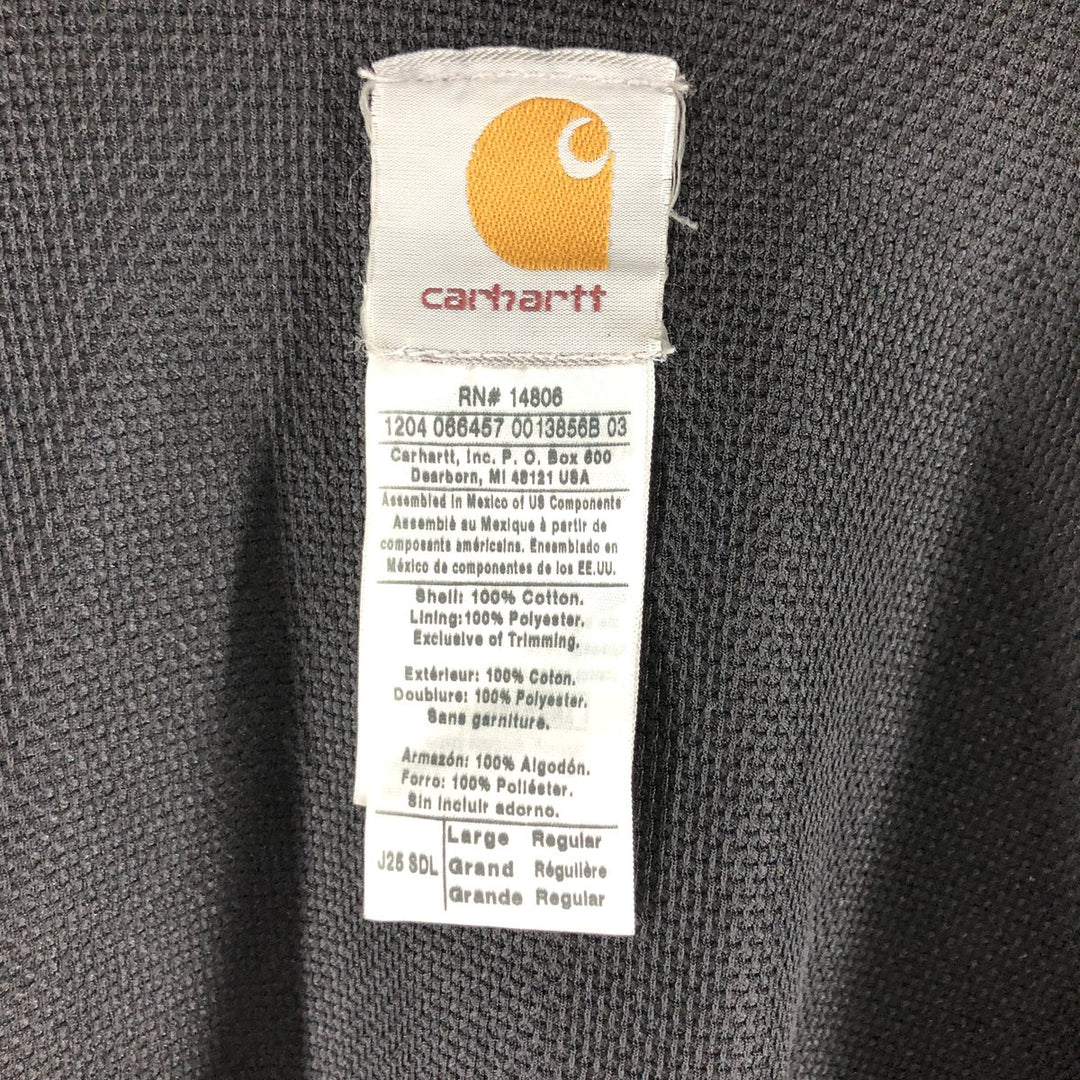 carhartt
RN# 14806
1204 066457 0013856B 03
Carhartt, Inc. P. O. Box 600
Dearborn, MI 48121 USA
Assembled in Mexico of US Components
Assemblé au Mexique à partir de
composants américains. Ensamblado en
México de componentes de los EE.UU.
Shell: 100% Cotton.
Lining:100% Polyester.
Exclusive of Trimming.
Extérieur: 100% Coton.
Doublure: 100% Polyester.
Sans garniture.
Armazón: 100% Algodón.
Forro: 100% Poliéster.
Sin incluir adorno.
J25 SDL
Large Regular
Grand Régulière
Grande Regular